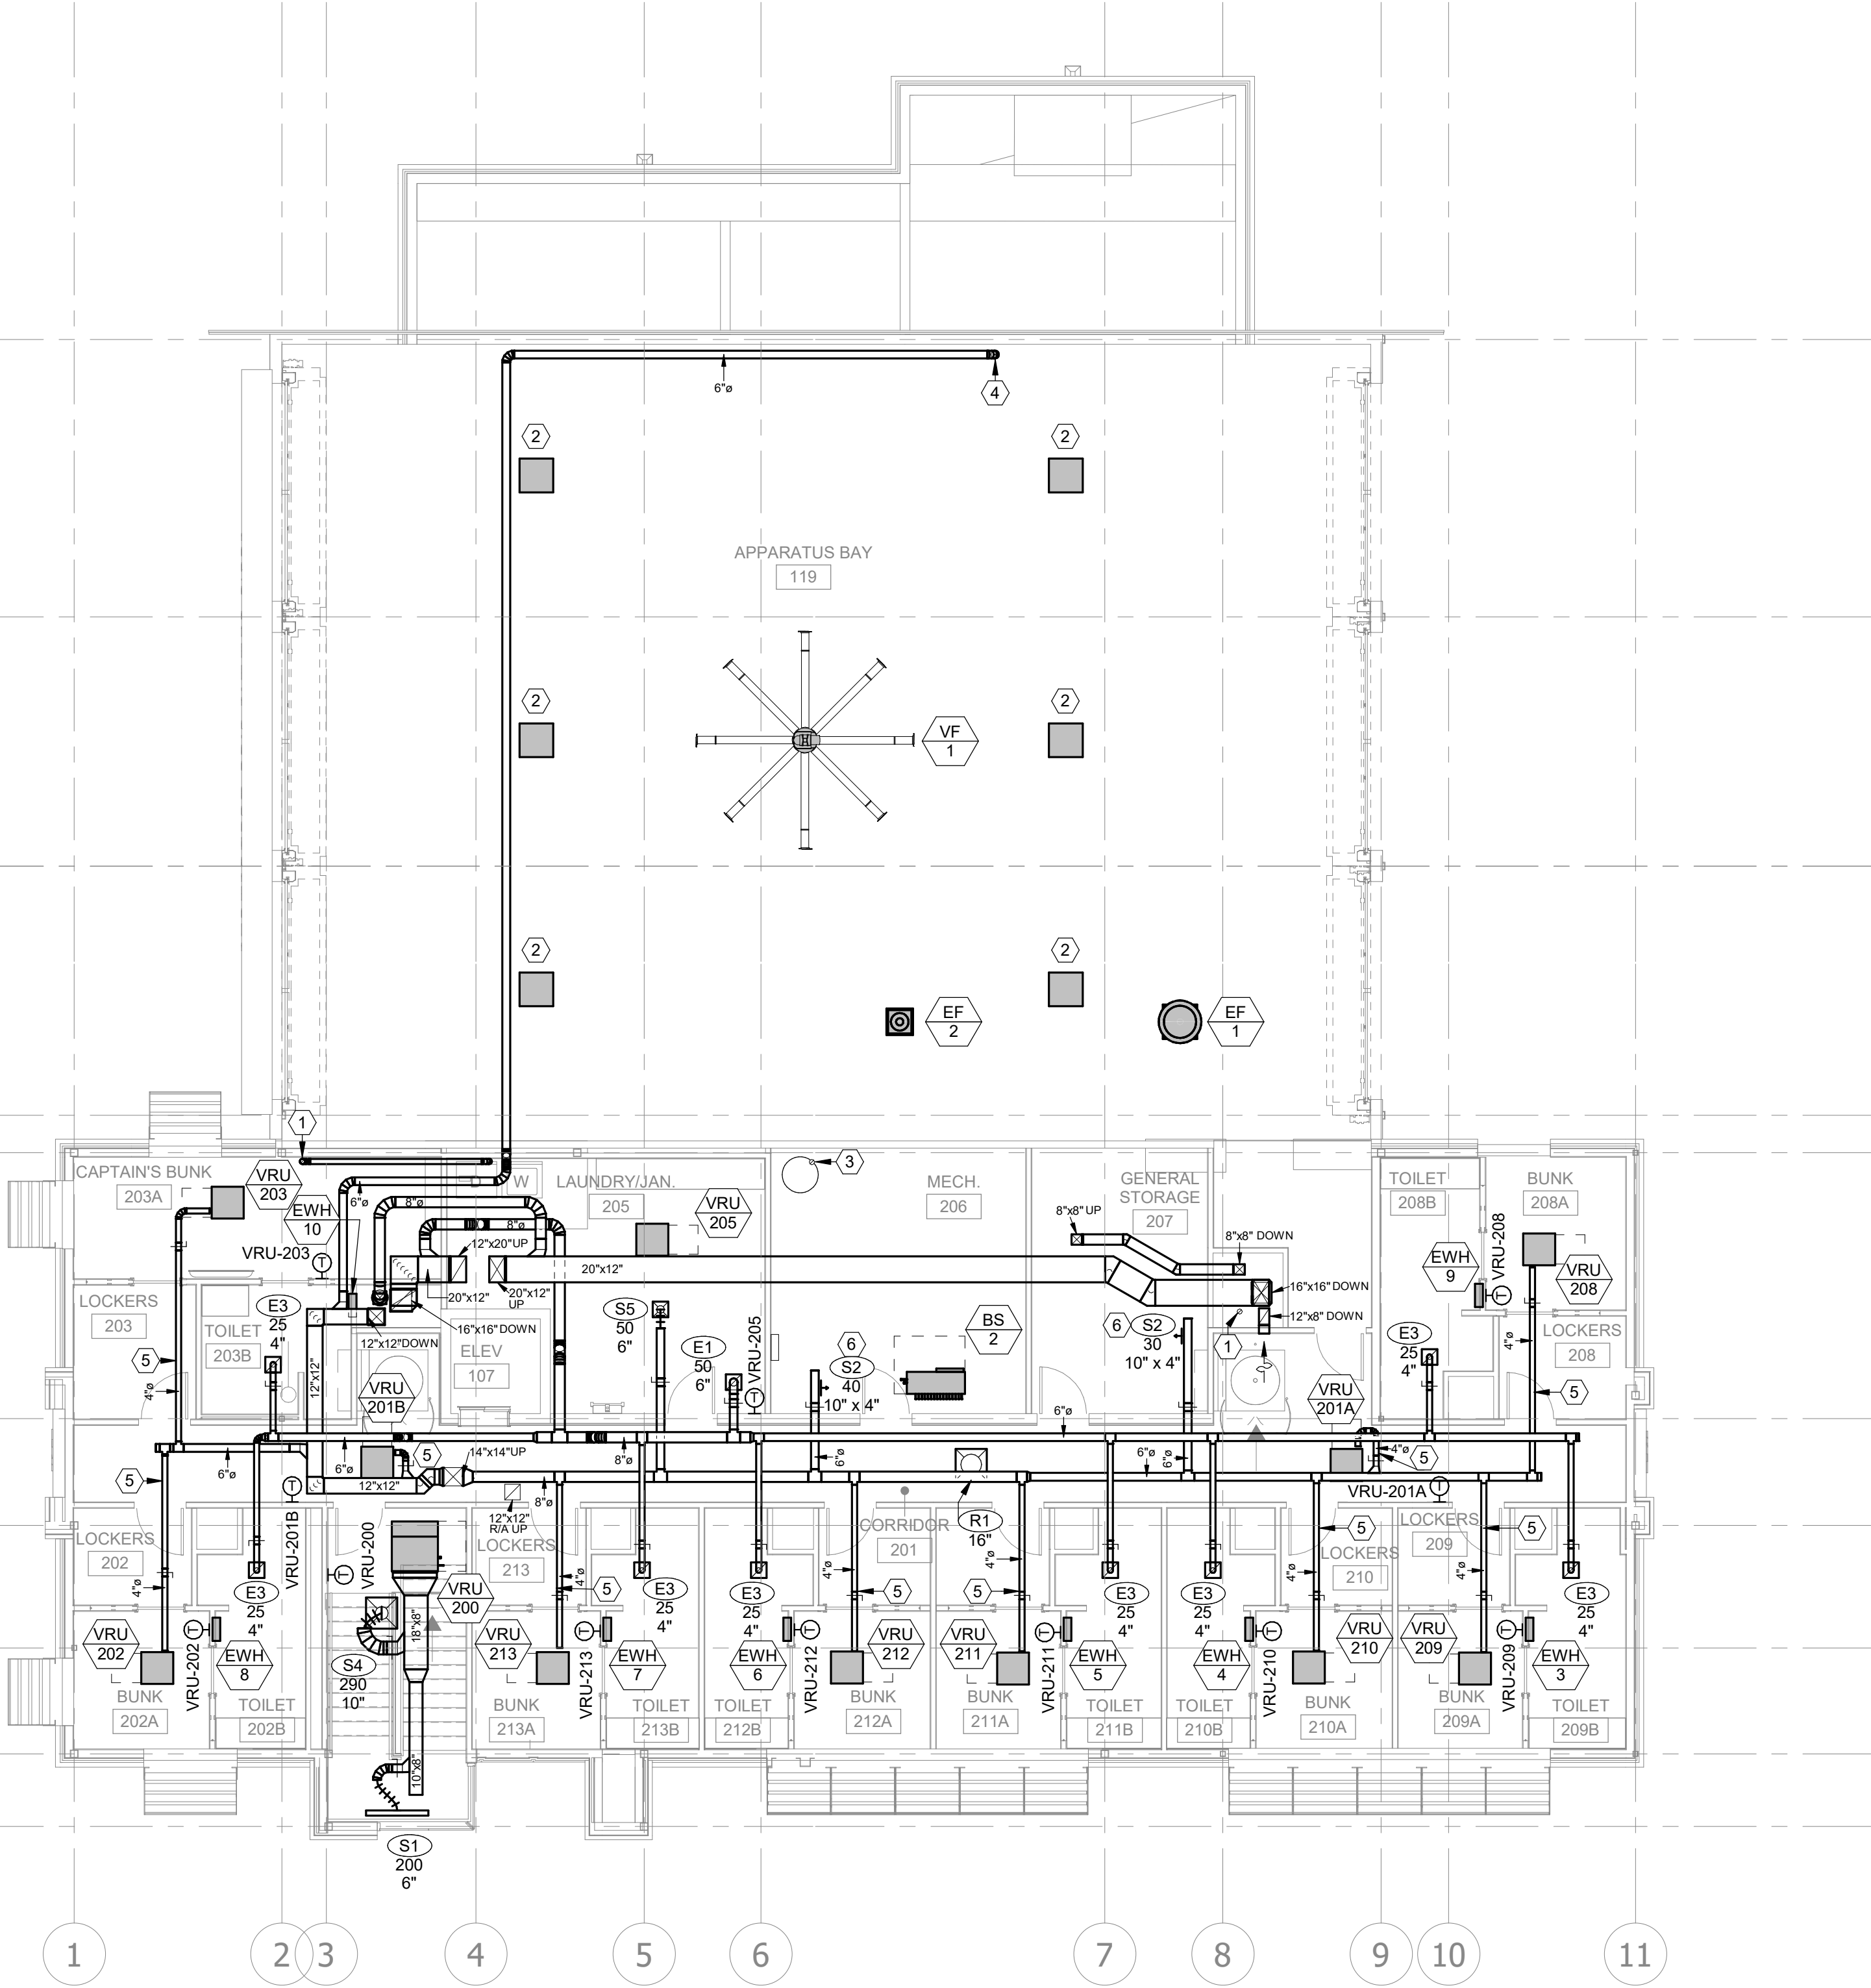 6"ø
4
2
2
APPARATUS BAY
119
2
2
VF
1
2
2
EF
2
EF
1
1
CAPTAIN'S BUNK
203A
VRU
203
EWH
10
6"ø
8"ø
8"ø
W
LAUNDRY/JAN.
205
VRU
205
3
MECH.
206
GENERAL
STORAGE
207
8"x8" UP
8"x8" DOWN
TOILET
208B
BUNK
208A
VRU-208
EWH
9
VRU
208
VRU-203
T
12"x20"UP
20"x12"
20"x12"
20"x12"
UP
16"x16" DOWN
12"x8" DOWN
16"x16" DOWN
12"x12"DOWN
LOCKERS
203
TOILET
203B
E3
25
4"
12"x12"
ELEV
107
S5
50
6"
E1
50
6"
VRU-205
T
BS
2
6
S2
40
10" x 4"
6
S2
30
10" x 4"
1
T
E3
25
4"
LOCKERS
208
4"ø
5
5
4"ø
VRU
201B
VRU
201A
6"ø
5
6"ø
6"ø
5
14"x14"UP
8"ø
6"ø
6"ø
6"ø
4"ø
5
12"x12"
8"ø
T
VRU-201B
VRU-200
12"x12"
R/A UP
VRU-201A
T
LOCKERS
202
4"ø
LOCKERS
213
4"ø
5
CORRIDOR
201
R1
16"
4"ø
5
4"ø
5
4"ø
5
LOCKERS
210
LOCKERS
209
4"ø
5
E3
25
4"
T
VRU
200
18"x8"
E3
25
4"
E3
25
4"
E3
25
4"
E3
25
4"
E3
25
4"
VRU
202
T
VRU-202
EWH
8
S4
290
10"
VRU
213
T
VRU-213
EWH
7
EWH
6
T
VRU-212
VRU
212
VRU
211
T
VRU-211
EWH
5
EWH
4
T
VRU-210
VRU
210
VRU
209
T
VRU-209
EWH
3
BUNK
202A
TOILET
202B
BUNK
213A
TOILET
213B
TOILET
212B
BUNK
212A
BUNK
211A
TOILET
211B
TOILET
210B
BUNK
210A
BUNK
209A
TOILET
209B
10"x8"
S1
200
6"
1
2
3
4
5
6
7
8
9
10
11